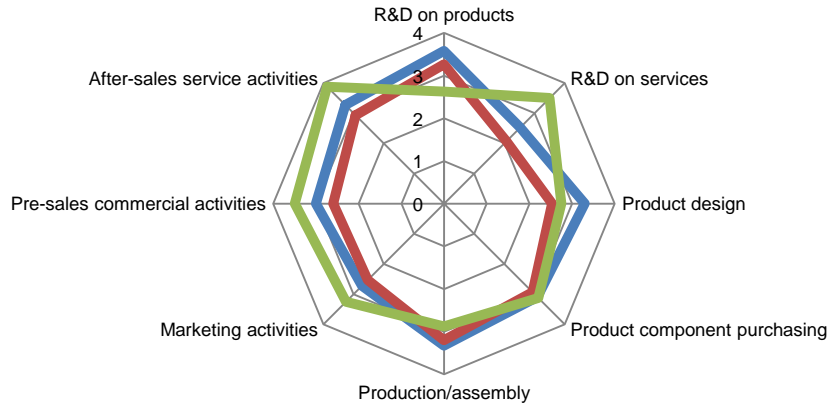 R&D on products
4
After-sales service activities
3
R&D on services
2
1
Pre-sales commercial activities
0
Product design
Marketing activities
Product component purchasing
Production/assembly